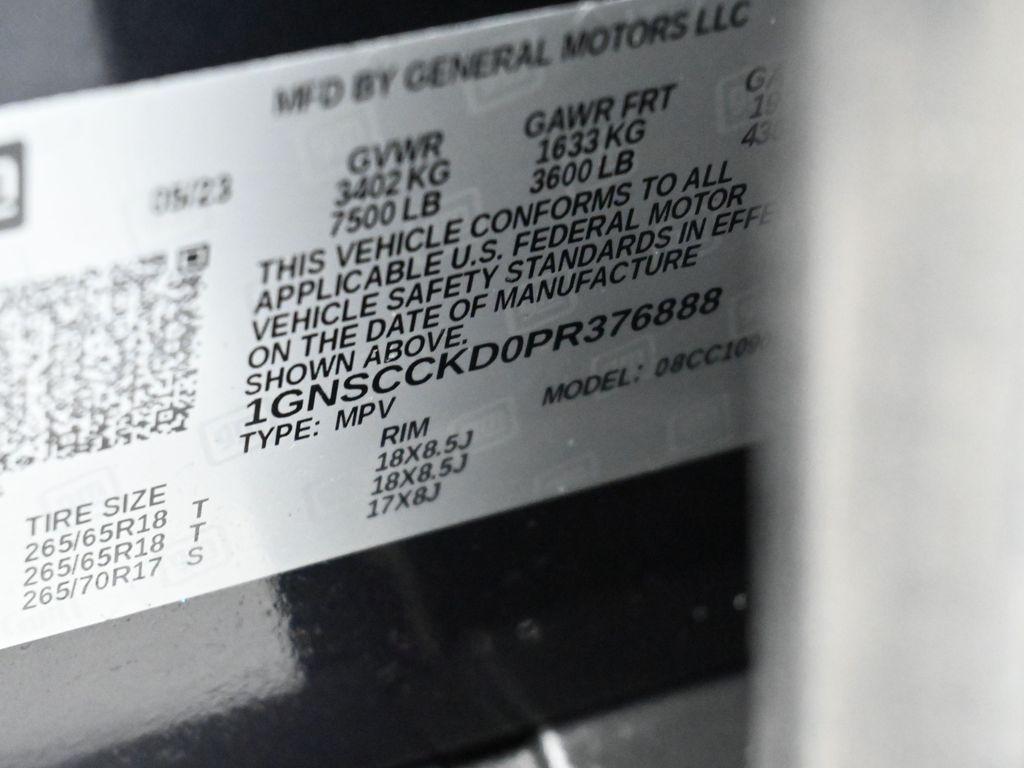 MFD BY GENERAL MOTORS LLC
05/23
GVWR
3402 KG
7500 LB
GAWR FRT
1633 KG
3600 LB
THIS VEHICLE CONFORMS TO ALL
APPLICABLE U.S. FEDERAL MOTOR
VEHICLE SAFETY STANDARDS IN EFFE
ON THE DATE OF MANUFACTURE
SHOWN ABOVE.
1GNSCCKD0PR376888
TYPE: MPV
MODEL:
TIRE SIZE
RIM
265/65R18 T
18X8.5J
265/65R18 T
18X8.5J
265/70R17 S
17X8J